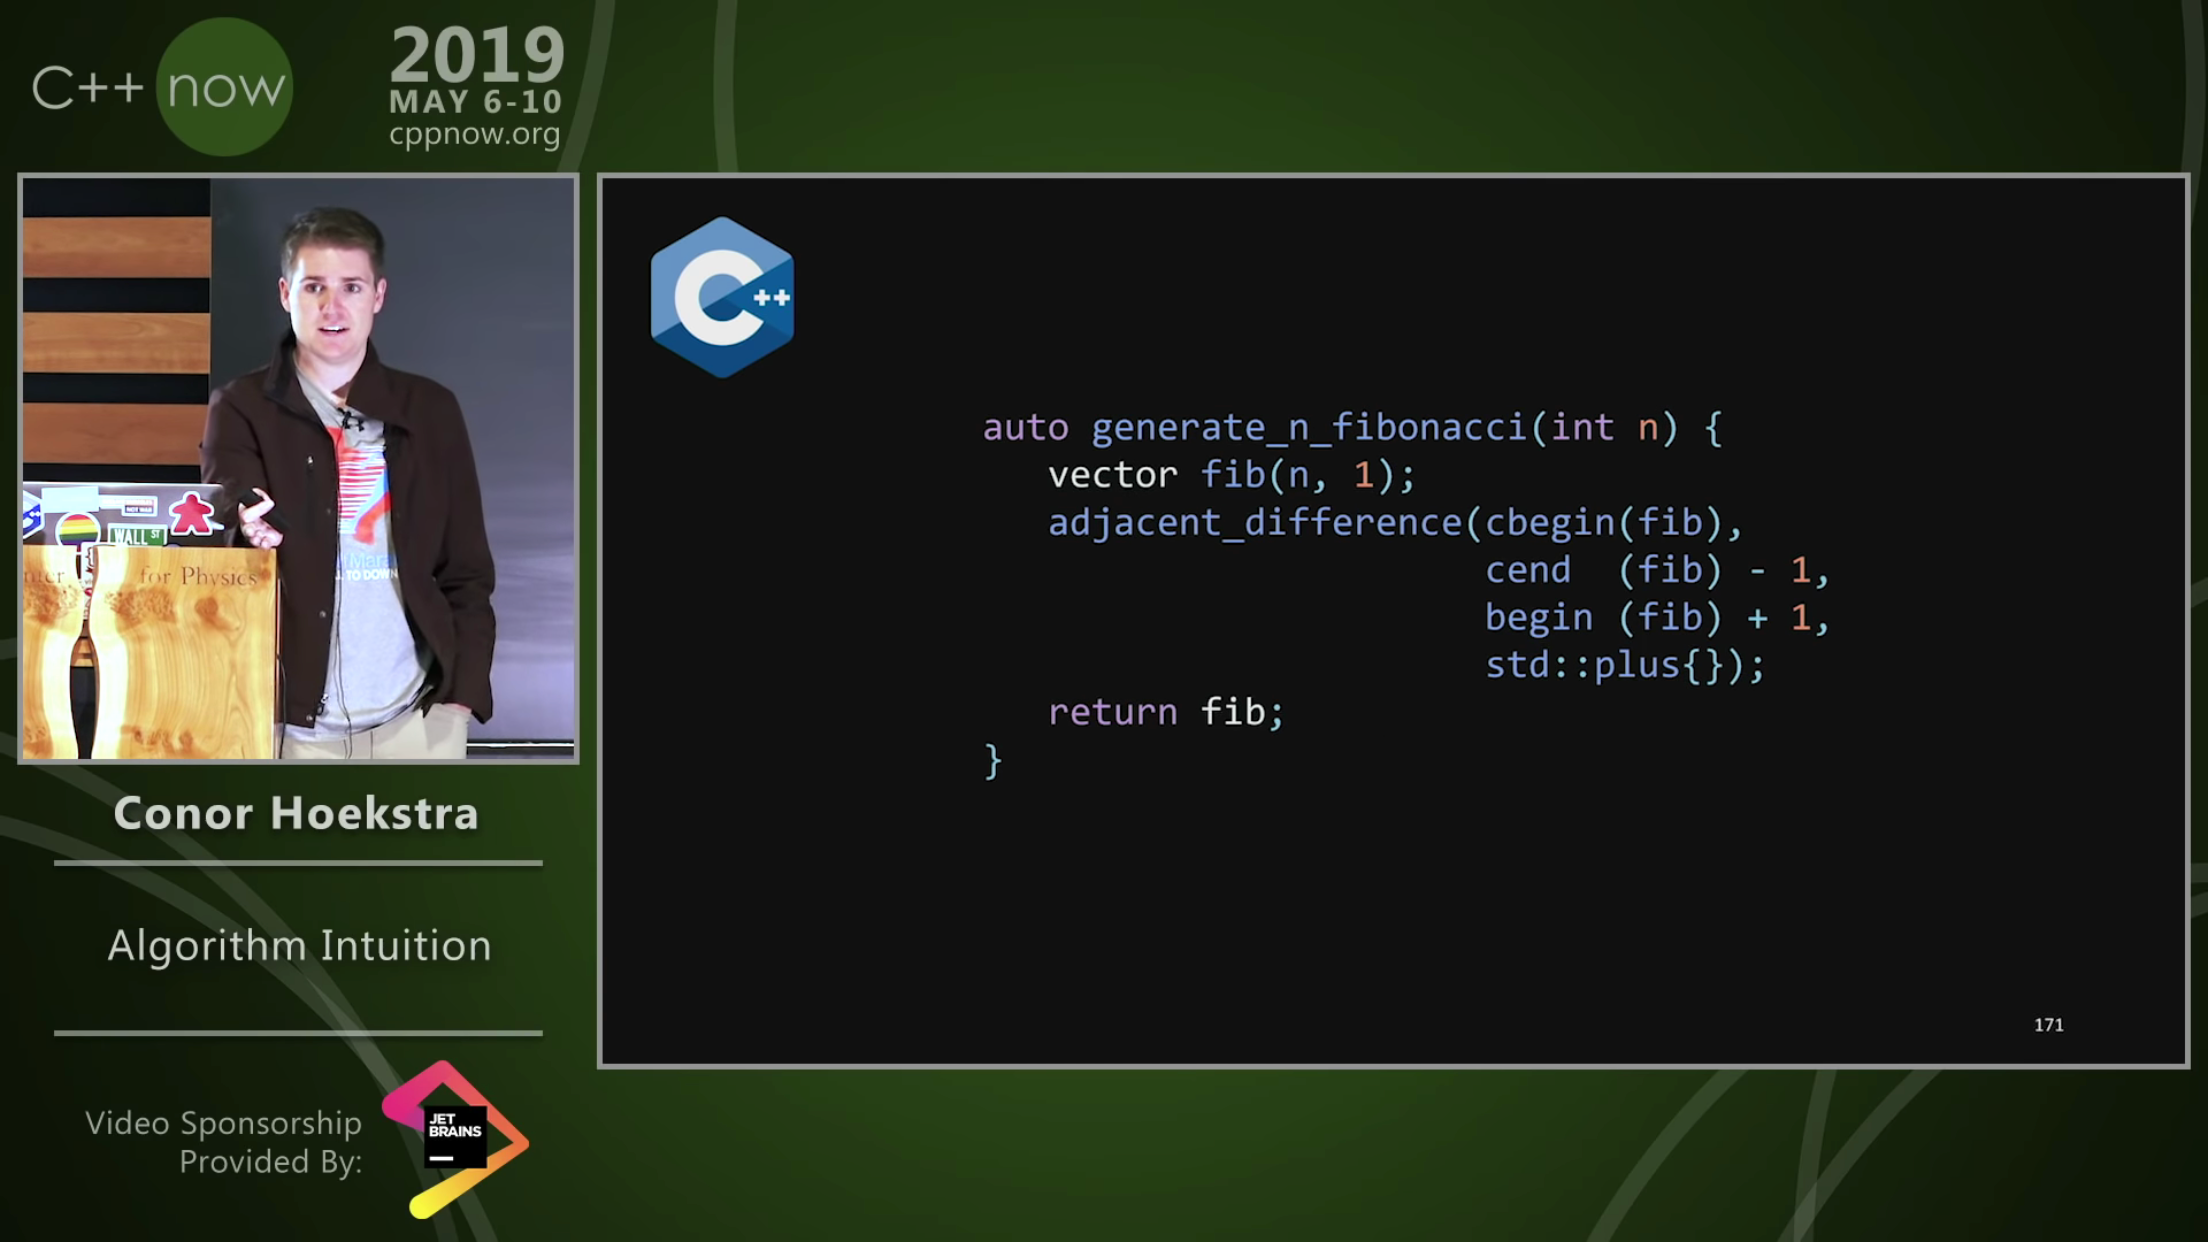 C++ now
2019
MAY 6-10
cppnow.org
C++
auto generate_n_fibonacci(int n) {
vector fib(n, 1);
adjacent_difference(cbegin(fib),
cend  (fib) - 1,
begin (fib) + 1,
std::plus{});
return fib;
}
171
WALL ST
for Physics
TO DOWN
Conor Hoekstra
Algorithm Intuition
Video Sponsorship
Provided By:
JET
BRAINS